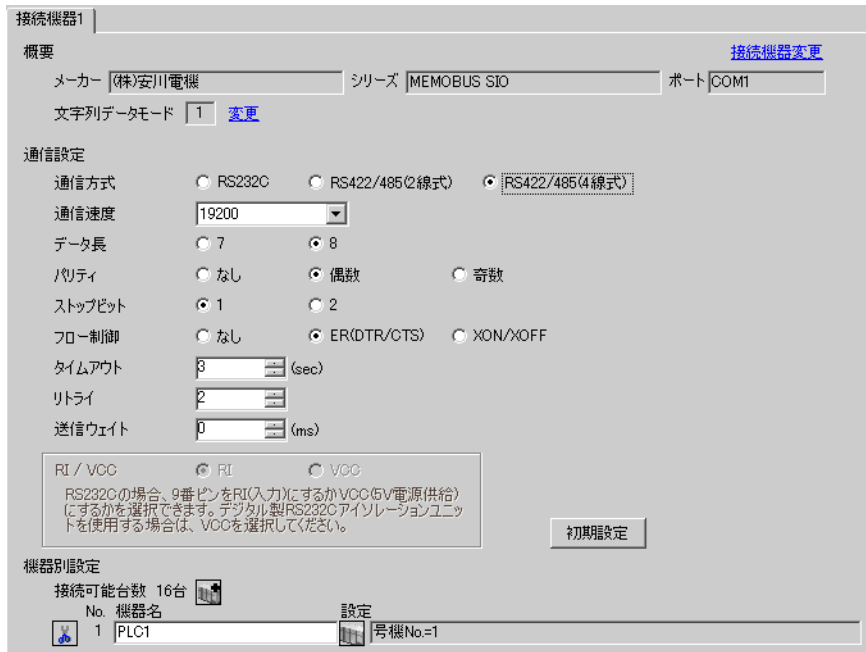 接続機器1
概要 接続機器変更
メーカー (株)安川電機 シリーズ MEMOBUS SIO ポート COM1
文字列データモード 1 変更
通信設定
通信方式 RS232C RS422/485(2線式) RS422/485(4線式)
通信速度 19200
データ長 7 8
パリティ なし 偶数 奇数
ストップビット 1 2
フロー制御 なし ER(DTR/CTS) XON/XOFF
タイムアウト 3 (sec)
リトライ 2
送信ウェイト 0 (ms)
RI / VCC RI VCC
RS232Cの場合、9番ピンをRI(入力)にするかVCC(5V電源供給)
にするかを選択できます。デジタル製RS232Cアイソレーションユニッ
トを使用する場合は、VCCを選択してください。
初期設定
機器別設定
接続可能台数 16台
No. 機器名 設定
1 PLC1 号機No.=1